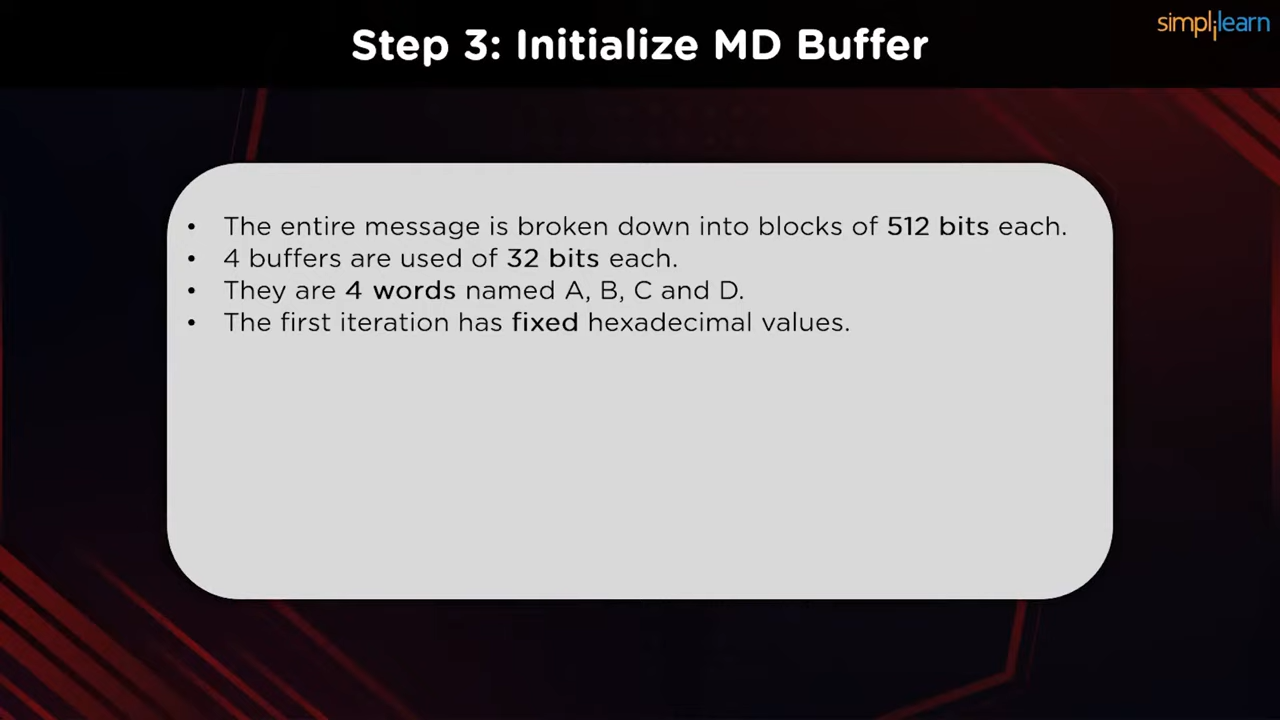 simplilearn
Step 3: Initialize MD Buffer
• The entire message is broken down into blocks of 512 bits each.
• 4 buffers are used of 32 bits each.
• They are 4 words named A, B, C and D.
• The first iteration has fixed hexadecimal values.